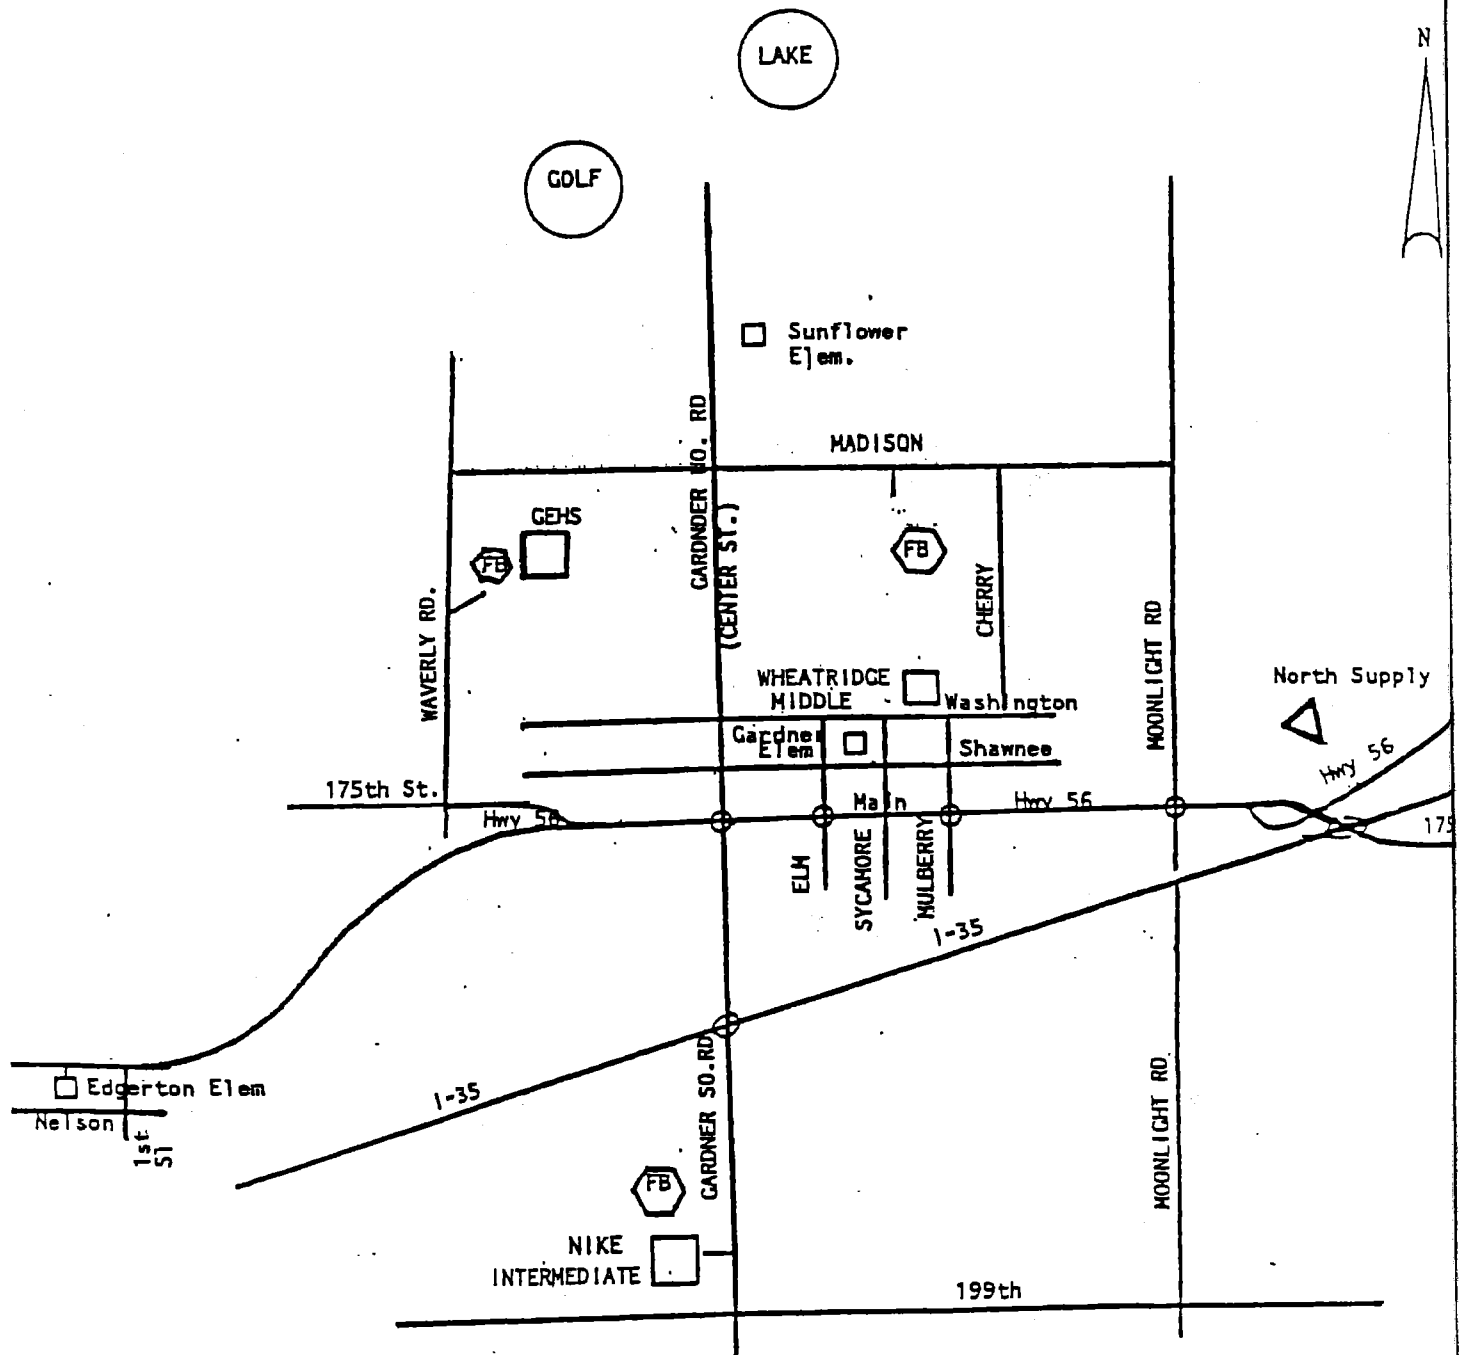 LAKE
N
GOLF
Sunflower
Elem.
GARDNDER NO. RD
MADISON
(CENTER ST.)
GEHS
FB
FB
CHERRY
WAVERLY RD.
MOONLIGHT RD
WHEATRIDGE
MIDDLE
Washington
North Supply
Gardner
Elem
Shawnee
Hwy 56
175th St.
Hwy 56
Main
Hwy 56
175
ELM
SYCAMORE
MULBERRY
I-35
Edgerton Elem
Nelson
1st
ST
I-35
GARDNER SO.RD
MOONLIGHT RD
FB
NIKE
INTERMEDIATE
199th